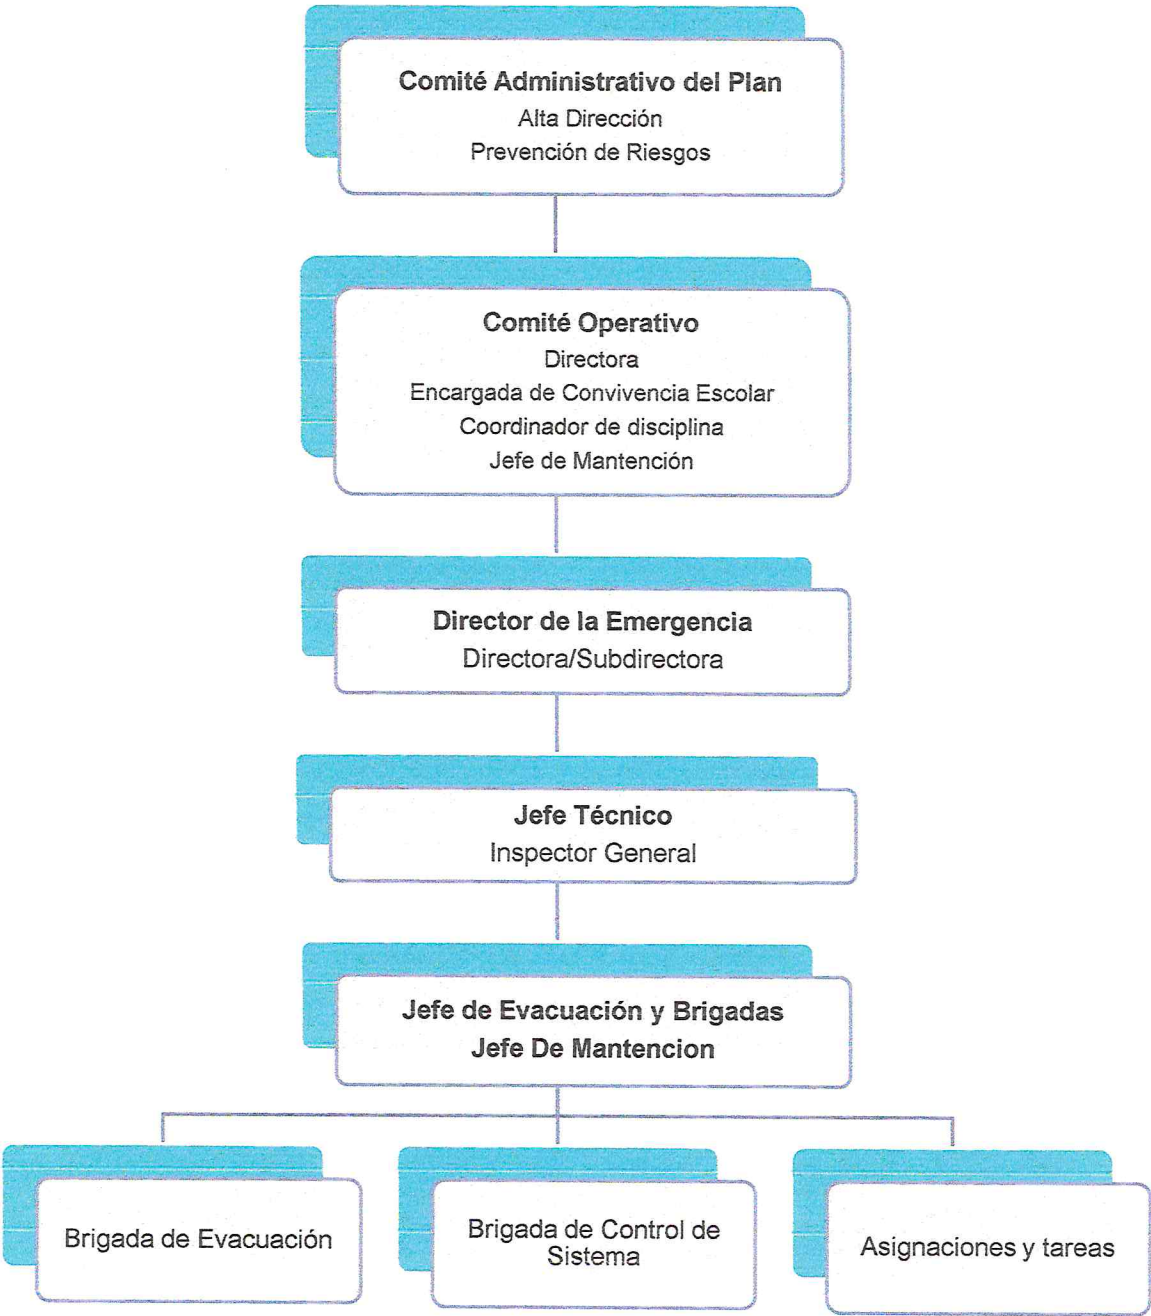 Comité Administrativo del Plan
Alta Dirección
Prevención de Riesgos
Comité Operativo
Directora
Encargada de Convivencia Escolar
Coordinador de disciplina
Jefe de Mantención
Director de la Emergencia
Directora/Subdirectora
Jefe Técnico
Inspector General
Jefe de Evacuación y Brigadas
Jefe De Mantencion
Brigada de Evacuación
Brigada de Control de
Sistema
Asignaciones y tareas